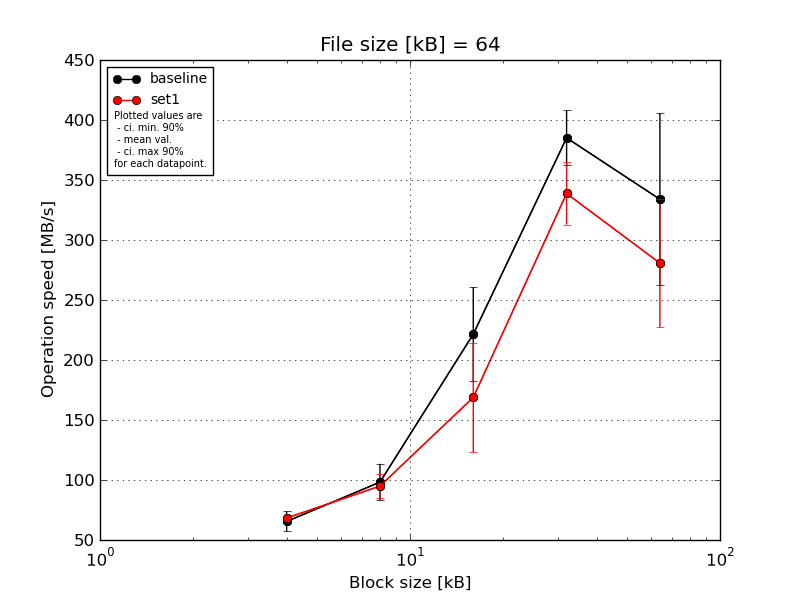 File size [kB] = 64
baseline
set1
Plotted values are
- ci. min. 90%
- mean val.
- ci. max 90%
for each datapoint.
Operation speed [MB/s]
450
400
350
300
250
200
150
100
50
10⁰
10¹
10²
Block size [kB]